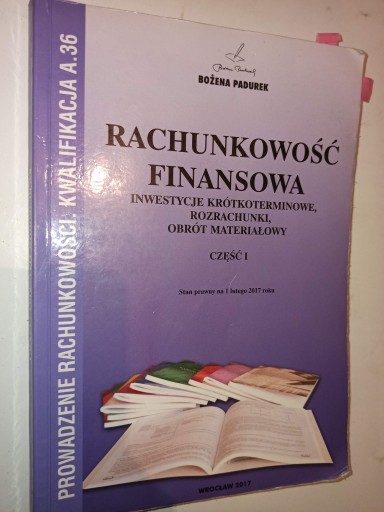 BOŻENA PADUREK
RACHUNKOWOŚĆ
FINANSOWA
INWESTYCJE KRÓTKOTERMINOWE,
ROZRACHUNKI,
OBRÓT MATERIAŁOWY
CZĘŚĆ I
Stan prawny na 1 lutego 2017 roku
WROCŁAW 2017
PROWADZENIE RACHUNKOWOŚCI. KWALIFIKACJA A.36